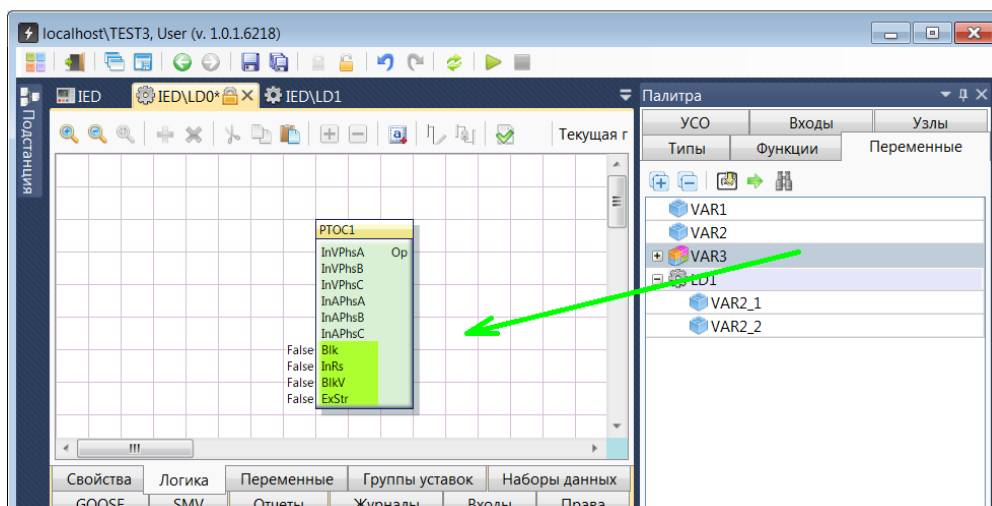 localhost\TEST3, User (v. 1.0.1.6218)
IED IED\LD0* IED\LD1
Подстанция
Текущая г
PTOC1
InVPhsA Op
InVPhsB
InVPhsC
InAPhsA
InAPhsB
InAPhsC
False Blk
False InRs
False BlkV
False ExStr
Свойства Логика Переменные Группы уставок Наборы данных
GOOSE SMV Отчеты Журналы Входы Права
Палитра
УСО Входы Узлы
Типы Функции Переменные
VAR1
VAR2
VAR3
LD1
VAR2_1
VAR2_2